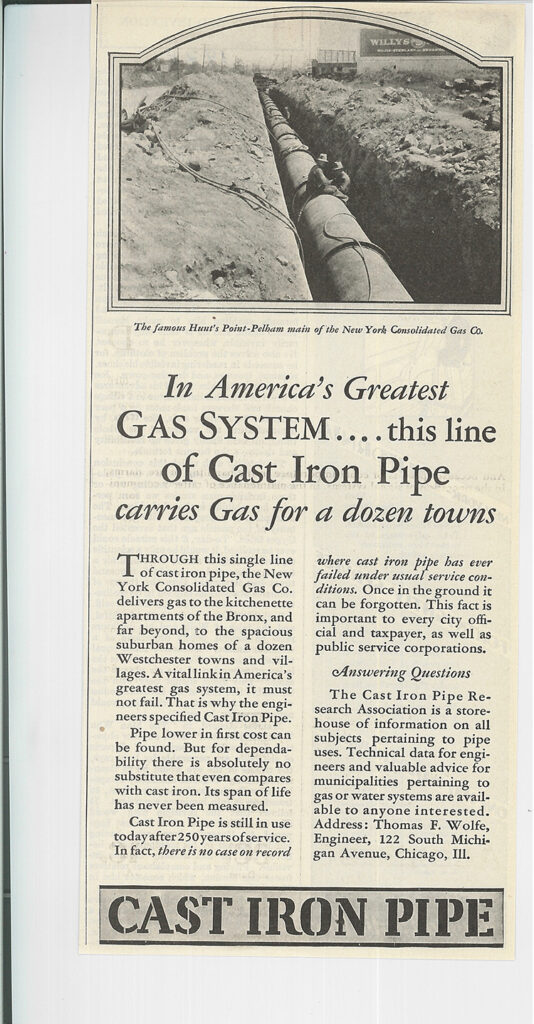 WILLYS
The famous Hunt's Point-Pelham main of the New York Consolidated Gas Co.
In America's Greatest
GAS SYSTEM .... this line
of Cast Iron Pipe
carries Gas for a dozen towns
THROUGH this single line
of cast iron pipe, the New
York Consolidated Gas Co.
delivers gas to the kitchenette
apartments of the Bronx, and
far beyond, to the spacious
suburban homes of a dozen
Westchester towns and vil-
lages. A vital link in America's
greatest gas system, it must
not fail. That is why the engi-
neers specified Cast Iron Pipe.
Pipe lower in first cost can
be found. But for depend-
ability there is absolutely no
substitute that even compares
with cast iron. Its span of life
has never been measured.
Cast Iron Pipe is still in use
today after 250 years of service.
In fact, there is no case on record
where cast iron pipe has ever
failed under usual service con-
ditions. Once in the ground it
can be forgotten. This fact is
important to every city offi-
cial and taxpayer, as well as
public service corporations.
Answering Questions
The Cast Iron Pipe Re-
search Association is a store-
house of information on all
subjects pertaining to pipe
uses. Technical data for engi-
neers and valuable advice for
municipalities pertaining to
gas or water systems are avail-
able to anyone interested.
Address: Thomas F. Wolfe,
Engineer, 122 South Michi-
gan Avenue, Chicago, Ill.
CAST IRON PIPE